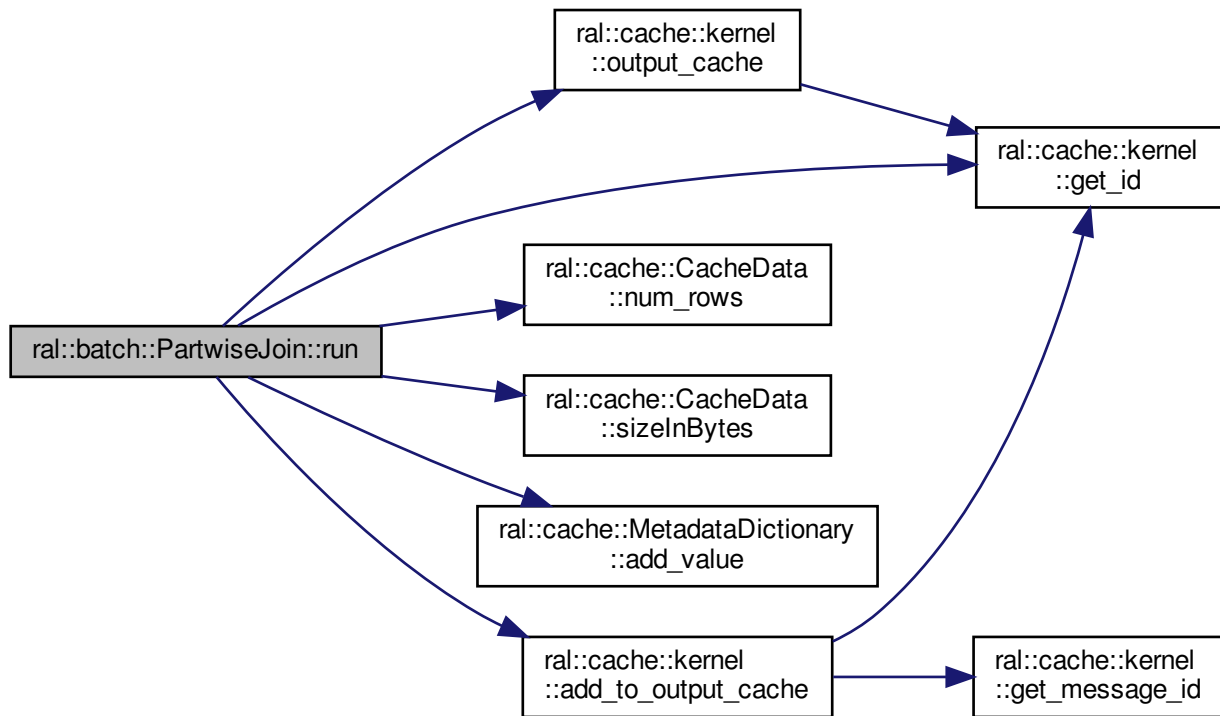 ral::cache::kernel
::output_cache
ral::cache::kernel
::get_id
ral::cache::CacheData
::num_rows
ral::batch::PartwiseJoin::run
ral::cache::CacheData
::sizeInBytes
ral::cache::MetadataDictionary
::add_value
ral::cache::kernel
::add_to_output_cache
ral::cache::kernel
::get_message_id